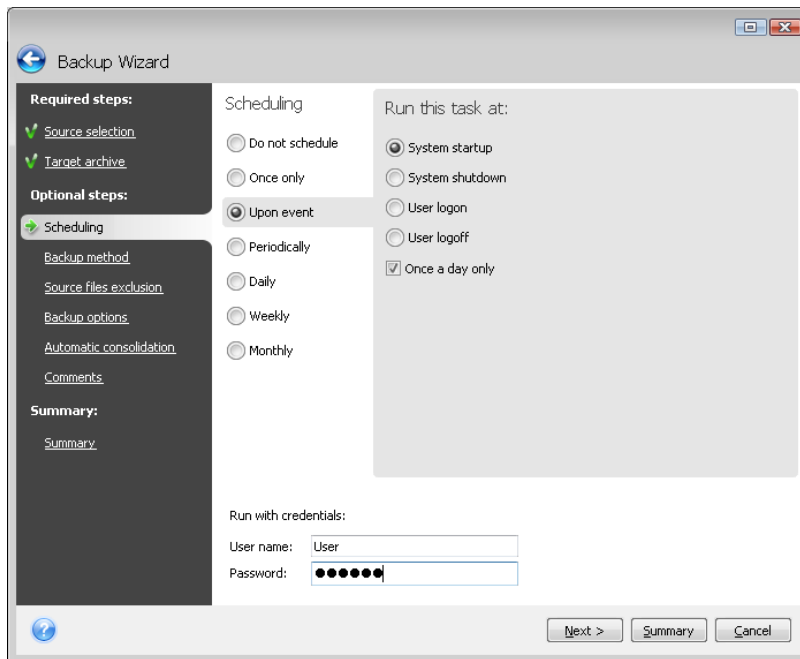 Backup Wizard
Required steps:
Source selection
Target archive
Optional steps:
Scheduling
Backup method
Source files exclusion
Backup options
Automatic consolidation
Comments
Summary:
Summary
Scheduling
Do not schedule
Once only
Upon event
Periodically
Daily
Weekly
Monthly
Run this task at:
System startup
System shutdown
User logon
User logoff
Once a day only
Run with credentials:
User name: User
Password: ●●●●●●
? Next > Summary Cancel